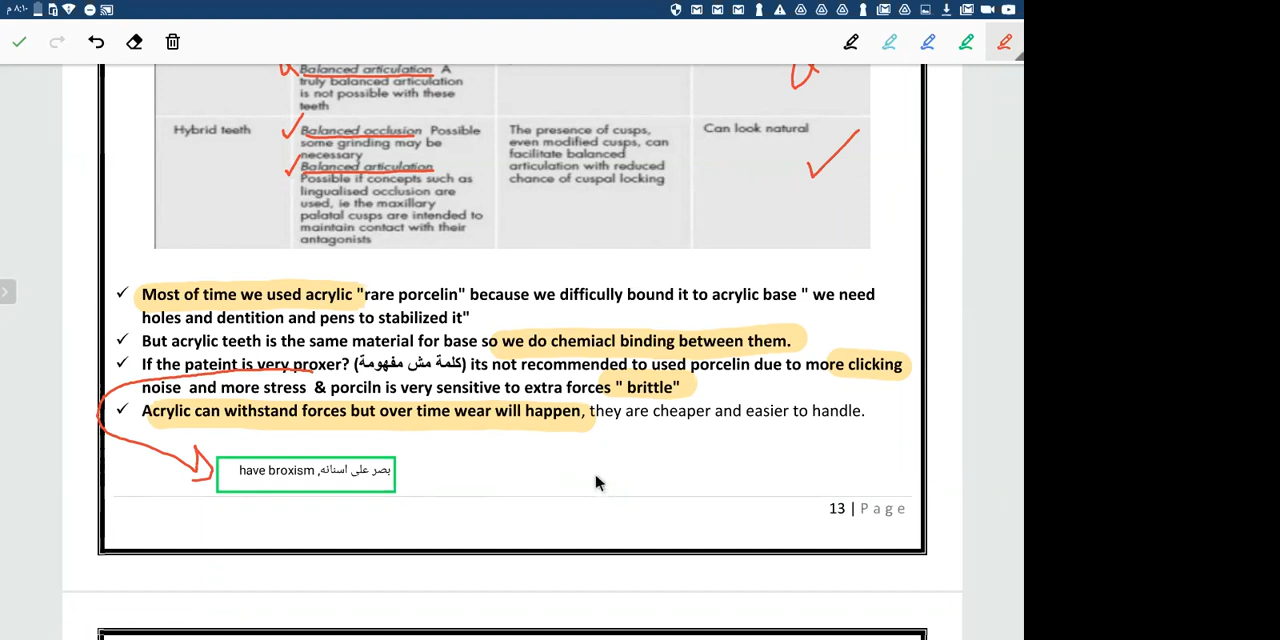 م ٨:١٠
Balanced articulation A
truly balanced articulation
is not possible with these
teeth
Hybrid teeth
Balanced occlusion Possible
some grinding may be
necessary
Balanced articulation
Possible if concepts such as
lingualised occlusion are
used, ie the maxillary
palatal cusps are intended to
maintain contact with their
antagonists
The presence of cusps,
even modified cusps, can
facilitate balanced
articulation with reduced
chance of cuspal locking
Can look natural
✓ Most of time we used acrylic "rare porcelin" because we difficully bound it to acrylic base " we need
holes and dentition and pens to stabilized it"
✓ But acrylic teeth is the same material for base so we do chemiacl binding between them.
✓ If the pateint is very proxer? (كلمة مش مفهومة) its not recommended to used porcelin due to more clicking
noise and more stress & porciln is very sensitive to extra forces " brittle"
✓ Acrylic can withstand forces but over time wear will happen, they are cheaper and easier to handle.
have broxism ,بصر على اسنانه
13 | Page